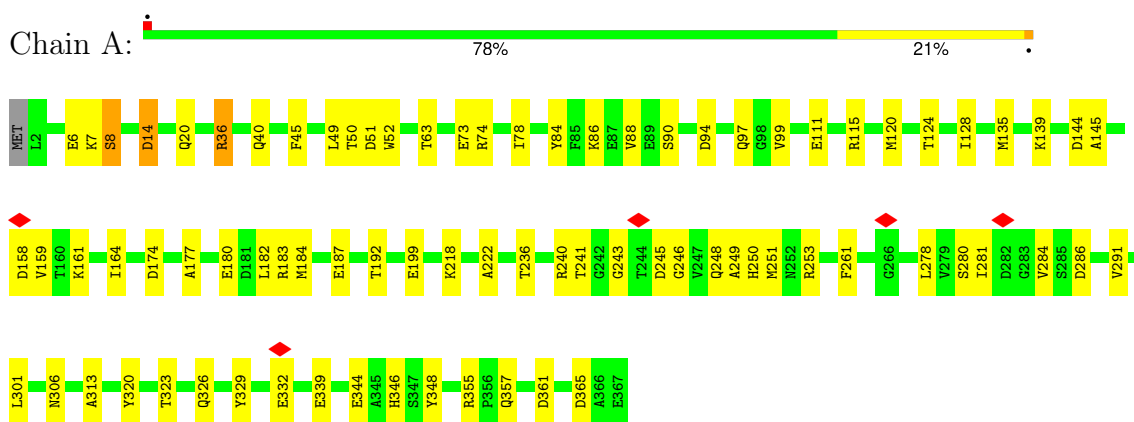 Chain A:
78% 21%
MET L2 E6 K7 S8 D14 Q20 R36 Q40 F45 L49 T50 D51 W52 T63 E73 R74 I78 Y84 F85 K86 E87 V88 E89 S90 D94 Q97 G98 V99 E111 R115 M120 T124 I128 M135 K139 D144 A145
D158 V159 T160 K161 I164 D174 A177 E180 D181 L182 R183 M184 E187 T192 E199 K218 A222 T236 R240 T241 G242 G243 T244 D245 G246 V247 Q248 A249 H250 M251 N252 R253 F261 G266 L278 V279 S280 I281 D282 G283 V284 S285 D286 V291
L301 N306 A313 Y320 T323 Q326 Y329 E332 E339 E344 A345 H346 S347 Y348 R355 P356 Q357 D361 D365 A366 E367